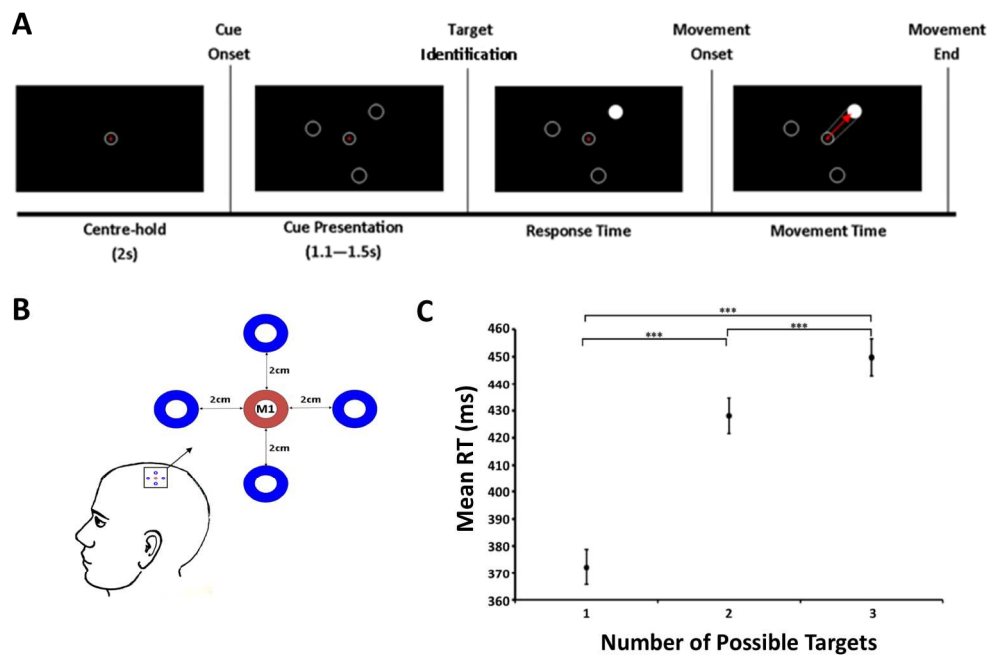 A
Cue
Onset
Target
Identification
Movement
Onset
Movement
End
Centre-hold
(2s)
Cue Presentation
(1.1—1.5s)
Response Time
Movement Time
B
2cm
2cm
M1
2cm
2cm
C
***
***
***
460
450
440
430
420
410
400
390
380
370
360
Mean RT (ms)
1
2
3
Number of Possible Targets